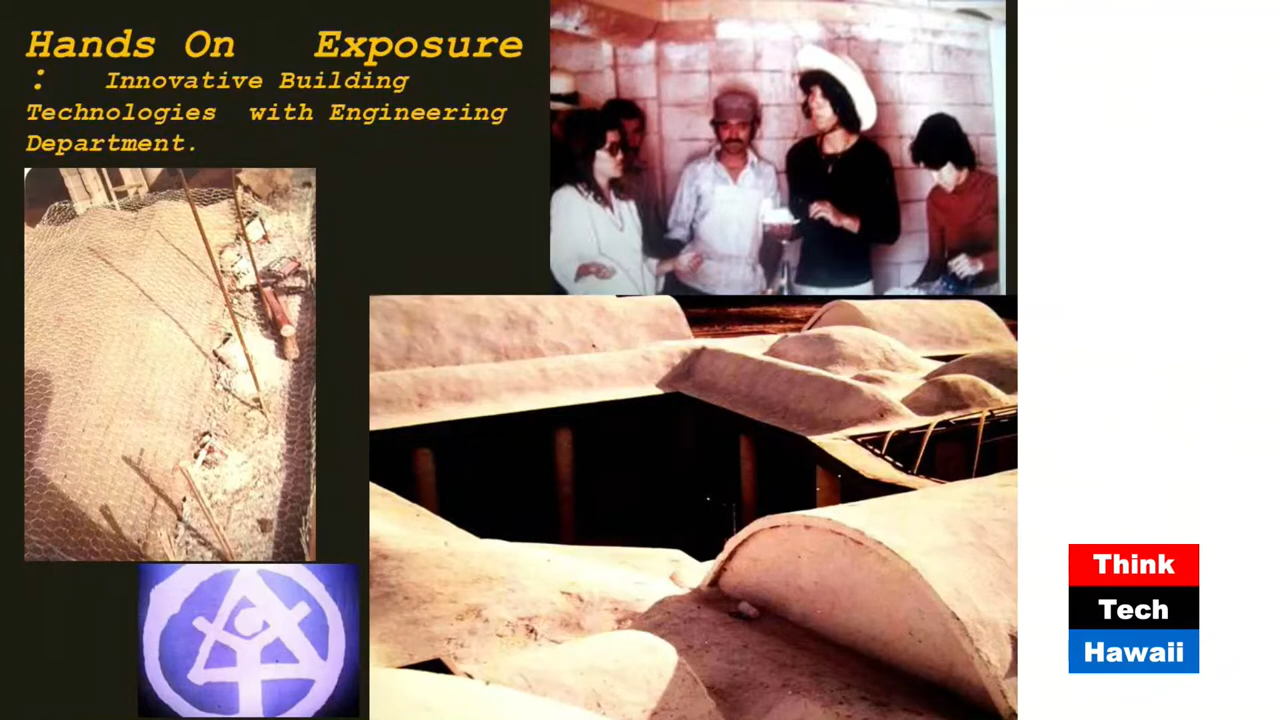 Hands On Exposure
: Innovative Building
Technologies with Engineering
Department.
Think
Tech
Hawaii